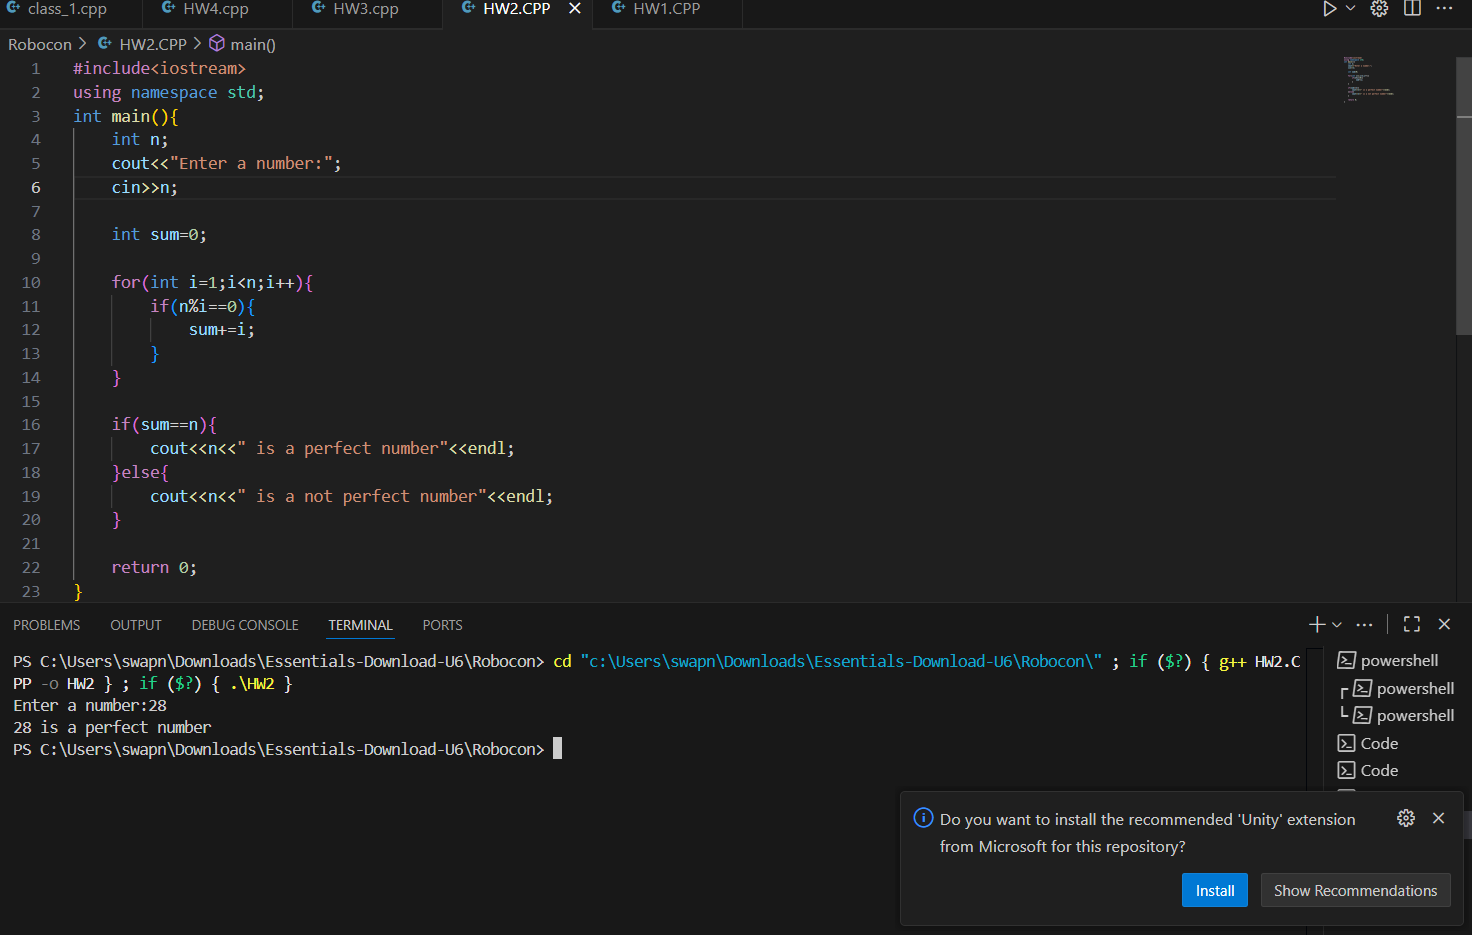 class_1.cpp HW4.cpp HW3.cpp HW2.CPP HW1.CPP
Robocon > HW2.CPP > main()
1 #include<iostream>
2 using namespace std;
3 int main(){
4 int n;
5 cout<<"Enter a number:";
6 cin>>n;
7
8 int sum=0;
9
10 for(int i=1;i<n;i++){
11 if(n%i==0){
12 sum+=i;
13 }
14 }
15
16 if(sum==n){
17 cout<<n<<" is a perfect number"<<endl;
18 }else{
19 cout<<n<<" is a not perfect number"<<endl;
20 }
21
22 return 0;
23 }
PROBLEMS OUTPUT DEBUG CONSOLE TERMINAL PORTS
PS C:\Users\swapn\Downloads\Essentials-Download-U6\Robocon> cd "c:\Users\swapn\Downloads\Essentials-Download-U6\Robocon\" ; if ($?) { g++ HW2.C
PP -o HW2 } ; if ($?) { .\HW2 }
Enter a number:28
28 is a perfect number
PS C:\Users\swapn\Downloads\Essentials-Download-U6\Robocon>
powershell
powershell
powershell
Code
Code
Do you want to install the recommended 'Unity' extension
from Microsoft for this repository?
Install Show Recommendations